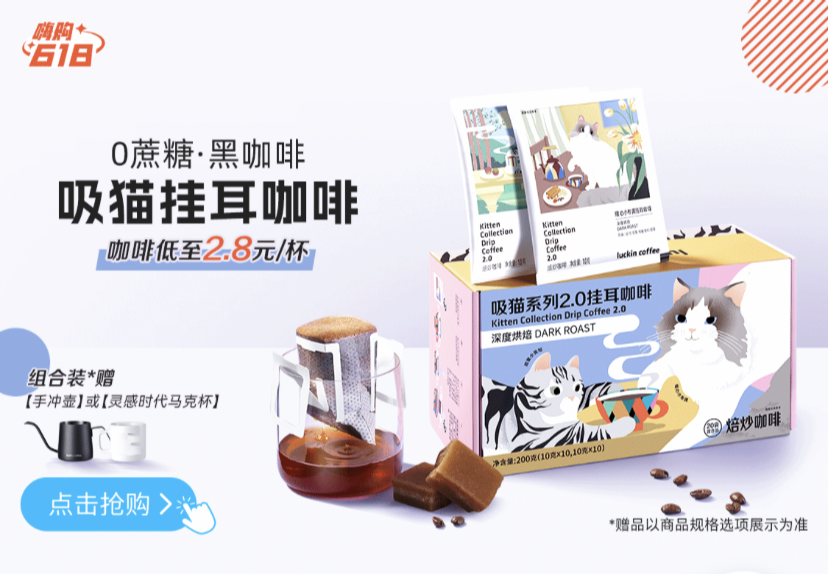 嗨购
618
0蔗糖·黑咖啡
吸猫挂耳咖啡
咖啡低至2.8元/杯
组合装*赠
【手冲壶】或【灵感时代马克杯】
点击抢购
Kitten
Collection
Drip
Coffee
2.0
Kitten
Collection
Drip
Coffee
2.0
DARK ROAST
luckin coffee
吸猫系列2.0挂耳咖啡
Kitten Collection Drip Coffee 2.0
深度烘焙 DARK ROAST
20袋
焙炒咖啡
净含量:200克(10克×10,10克×10)
*赠品以商品规格选项展示为准